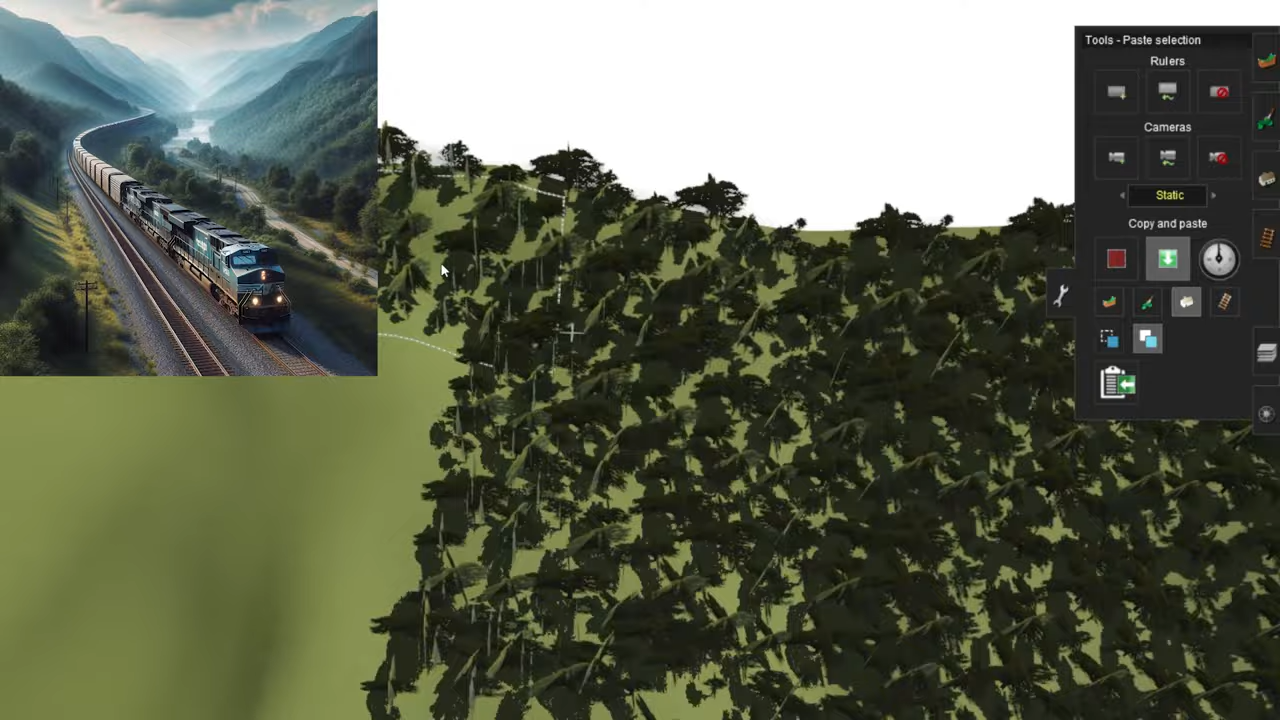 Tools - Paste selection
Rulers
Cameras
Static
Copy and paste